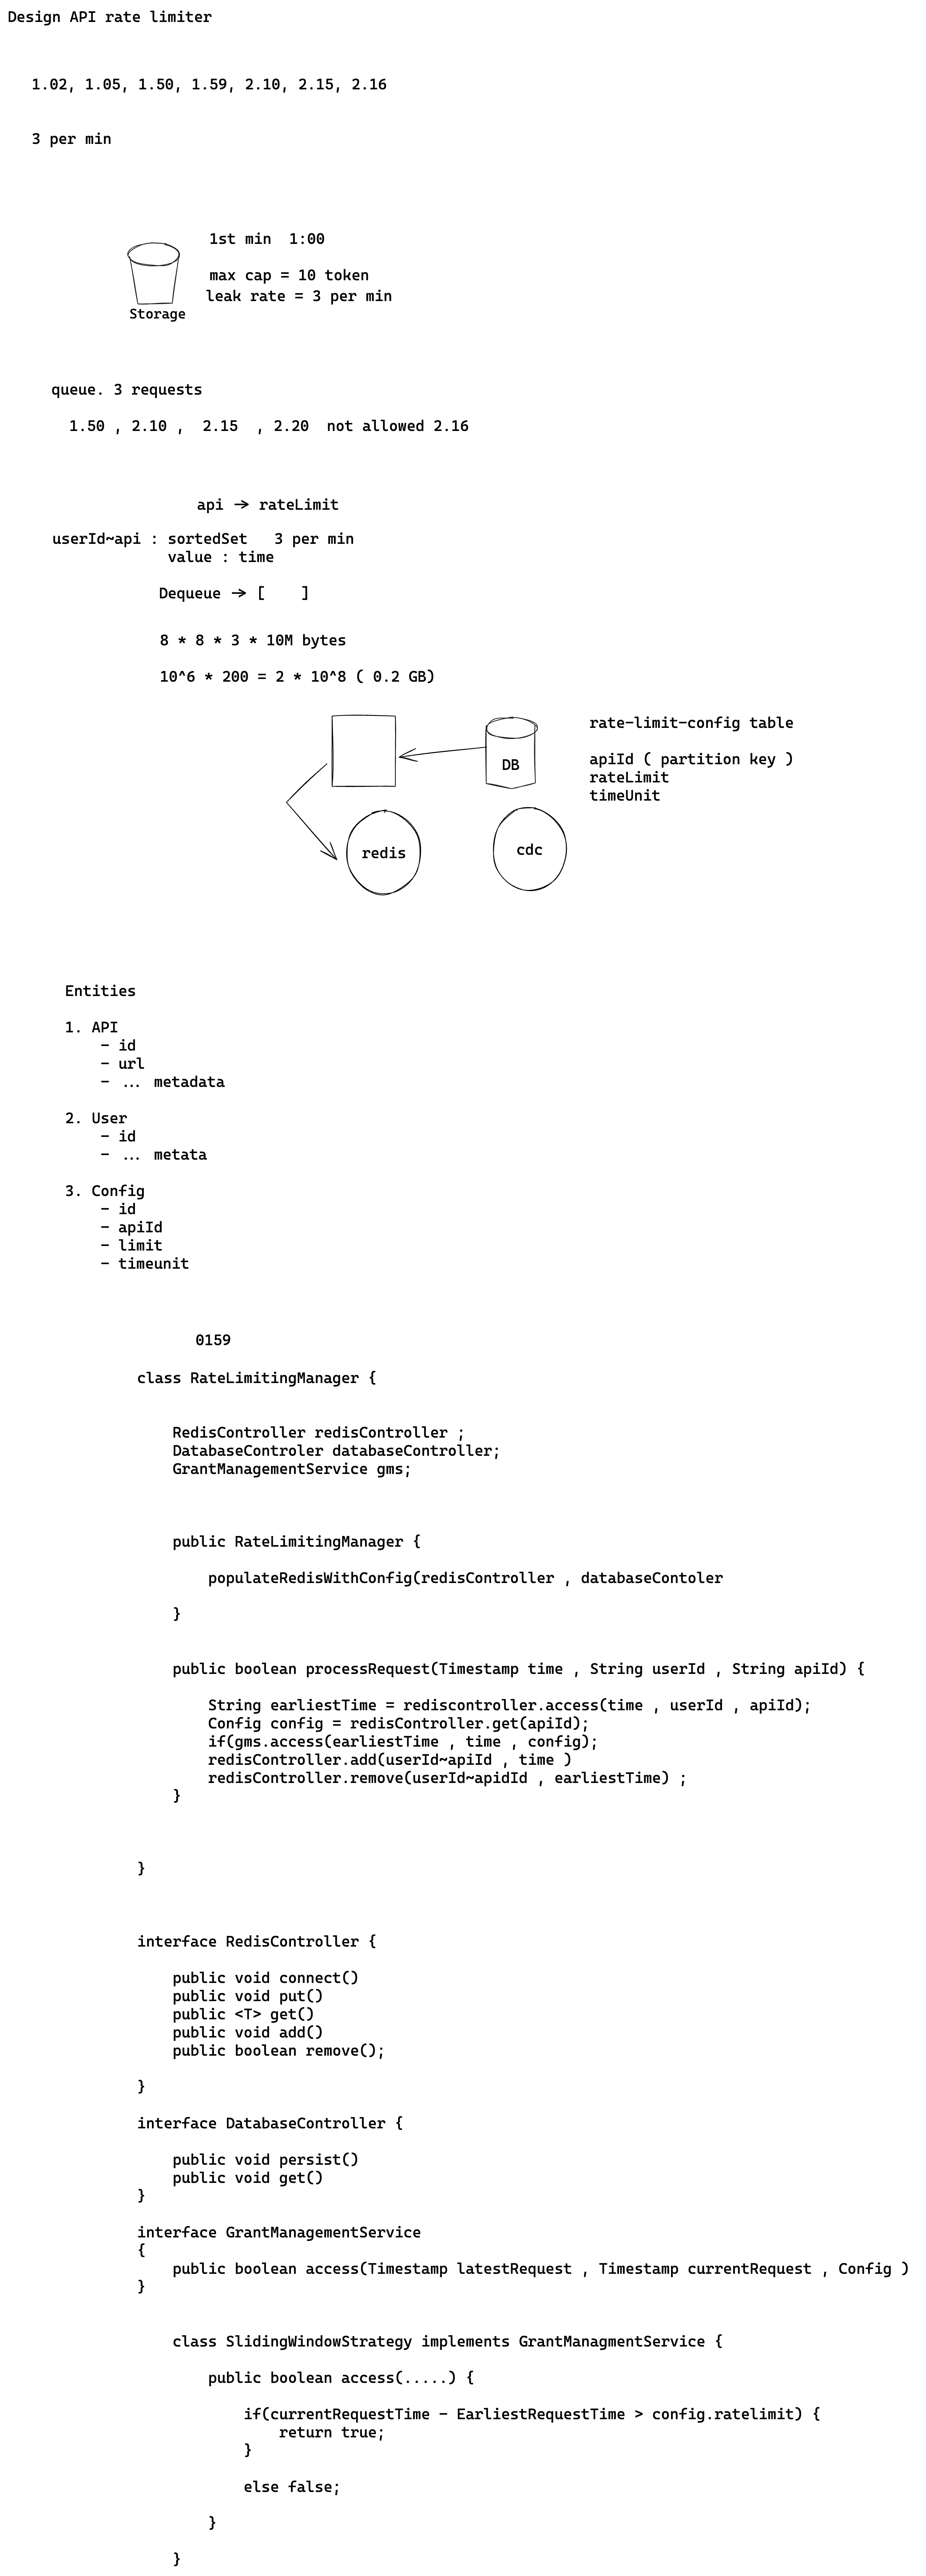 Design API rate limiter
1.02, 1.05, 1.50, 1.59, 2.10, 2.15, 2.16
3 per min
1st min  1:00
max cap = 10 token
leak rate = 3 per min
Storage
queue. 3 requests
1.50 , 2.10 ,  2.15  , 2.20  not allowed 2.16
api -> rateLimit
userId~api : sortedSet   3 per min
value : time
Dequeue -> [    ]
8 * 8 * 3 * 10M bytes
10^6 * 200 = 2 * 10^8 ( 0.2 GB)
rate-limit-config table
DB
apiId ( partition key )
rateLimit
timeUnit
redis
cdc
Entities
1. API
- id
- url
- ... metadata
2. User
- id
- ... metata
3. Config
- id
- apiId
- limit
- timeunit
0159
class RateLimitingManager {
RedisController redisController ;
DatabaseControler databaseController;
GrantManagementService gms;
public RateLimitingManager {
populateRedisWithConfig(redisController , databaseContoler
}
public boolean processRequest(Timestamp time , String userId , String apiId) {
String earliestTime = rediscontroller.access(time , userId , apiId);
Config config = redisController.get(apiId);
if(gms.access(earliestTime , time , config);
redisController.add(userId~apiId , time )
redisController.remove(userId~apidId , earliestTime) ;
}
}
interface RedisController {
public void connect()
public void put()
public <T> get()
public void add()
public boolean remove();
}
interface DatabaseController {
public void persist()
public void get()
}
interface GrantManagementService
{
public boolean access(Timestamp latestRequest , Timestamp currentRequest , Config )
}
class SlidingWindowStrategy implements GrantManagmentService {
public boolean access(.....) {
if(currentRequestTime - EarliestRequestTime > config.ratelimit) {
return true;
}
else false;
}
}